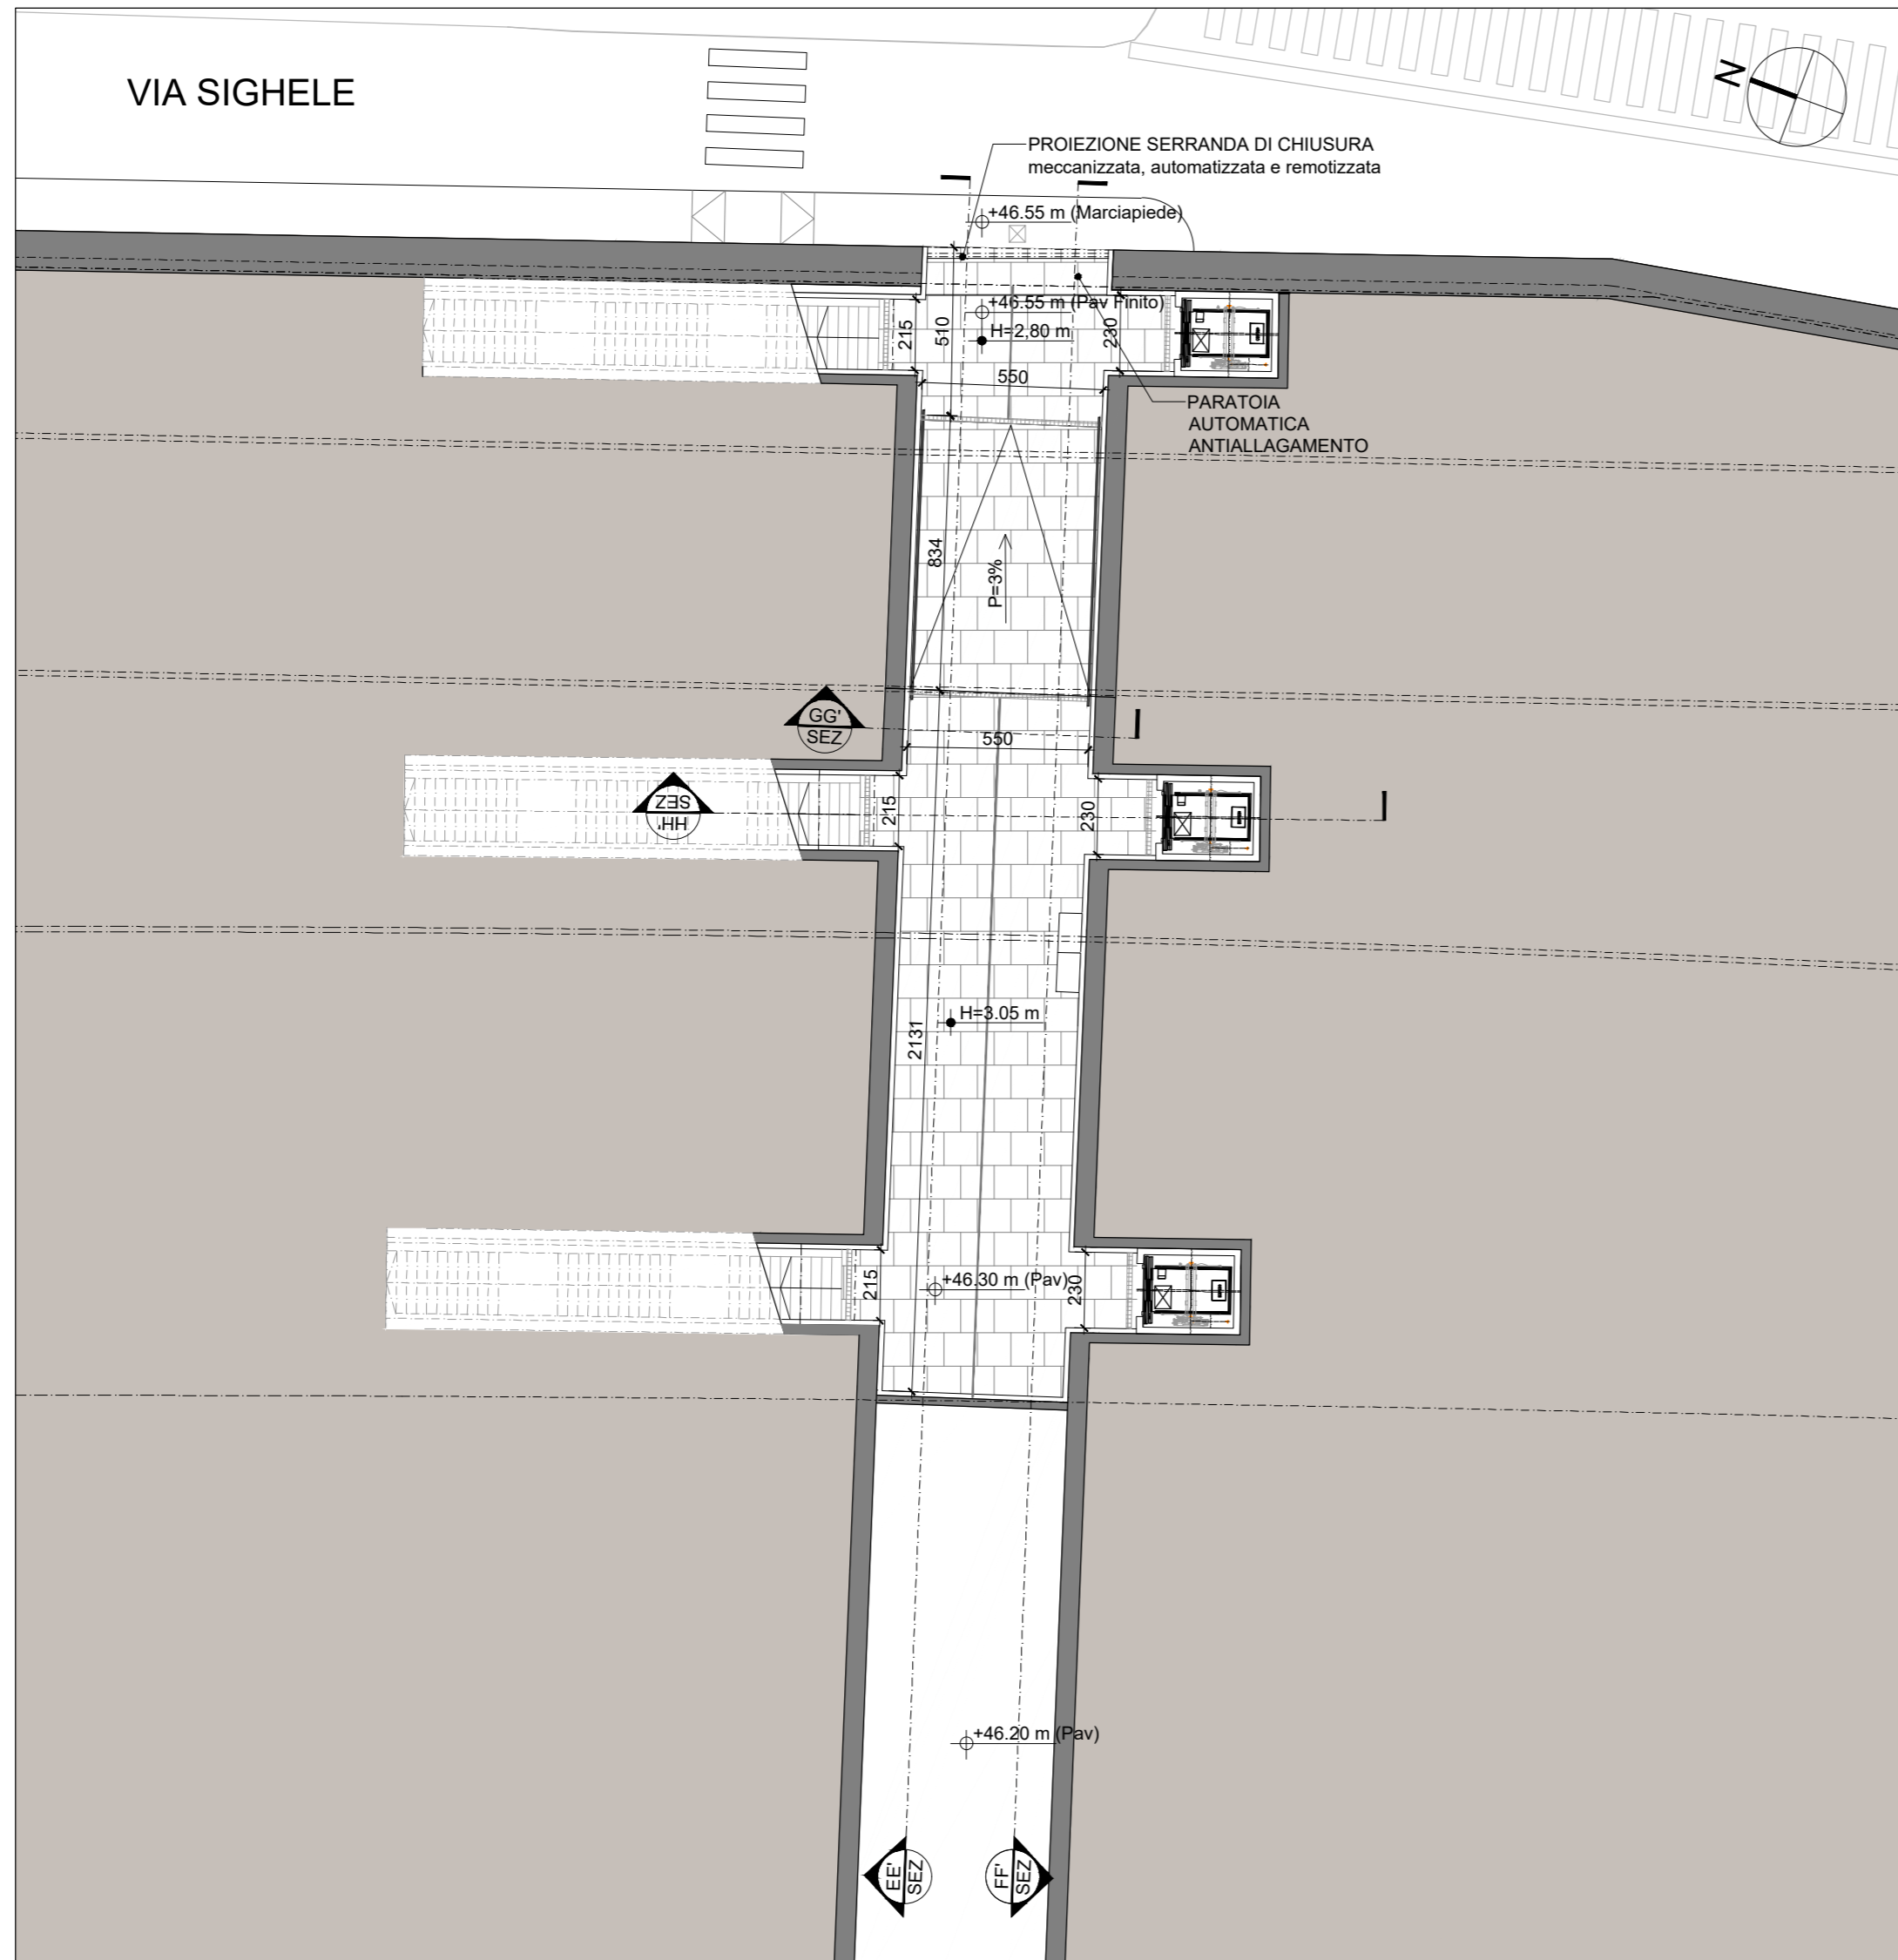 VIA SIGHELE
N
PROIEZIONE SERRANDA DI CHIUSURA
meccanizzata, automatizzata e remotizzata
+46.55 m (Marciapiede)
+46.55 m (Pav Finito)
H=2,80 m
215
510
230
550
PARATOIA
AUTOMATICA
ANTIALLAGAMENTO
834
P=3%
GG'
SEZ
550
SEZ
HH'
215
230
H=3.05 m
2131
215
+46.30 m (Pav)
230
+46.20 m (Pav)
EE'
SEZ
FF'
SEZ